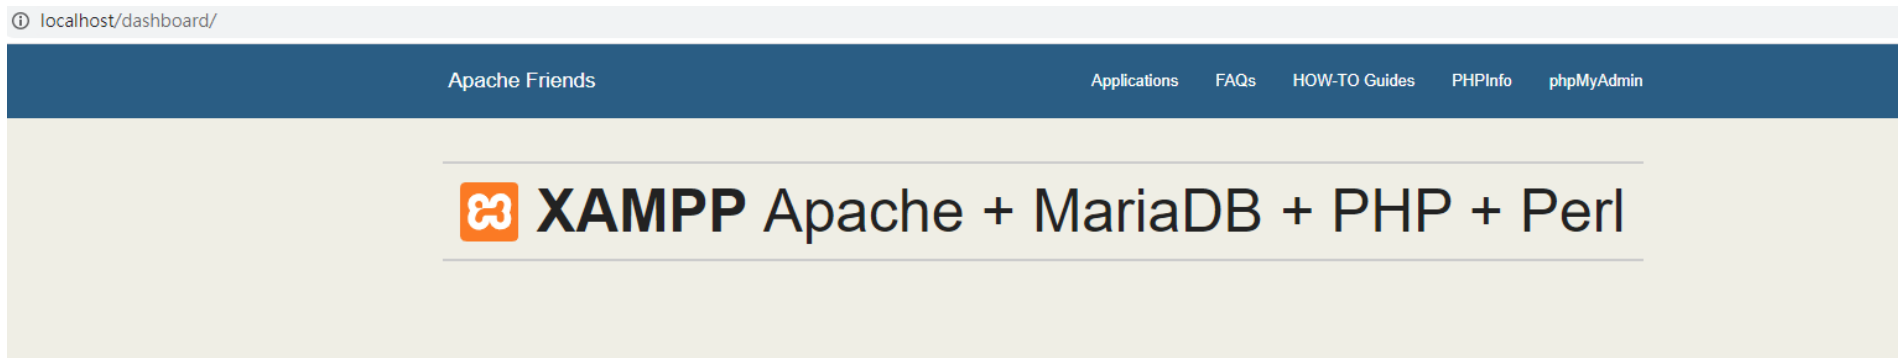 localhost/dashboard/
Apache Friends Applications FAQs HOW-TO Guides PHPInfo phpMyAdmin
XAMPP Apache + MariaDB + PHP + Perl